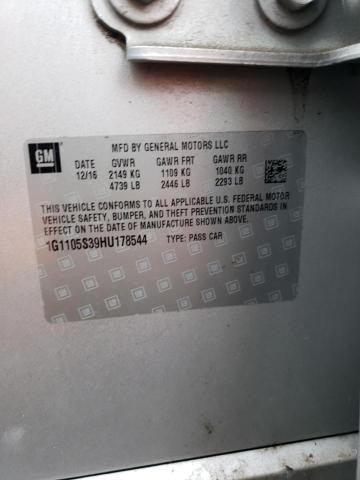 GM
MFD BY GENERAL MOTORS LLC
DATE GVWR GAWR FRT GAWR RR
12/16 2149 KG 1109 KG 1040 KG
4739 LB 2446 LB 2293 LB
THIS VEHICLE CONFORMS TO ALL APPLICABLE U.S. FEDERAL MOTOR
VEHICLE SAFETY, BUMPER, AND THEFT PREVENTION STANDARDS IN
EFFECT ON THE DATE OF MANUFACTURE SHOWN ABOVE.
1G1105S39HU178544 TYPE: PASS CAR